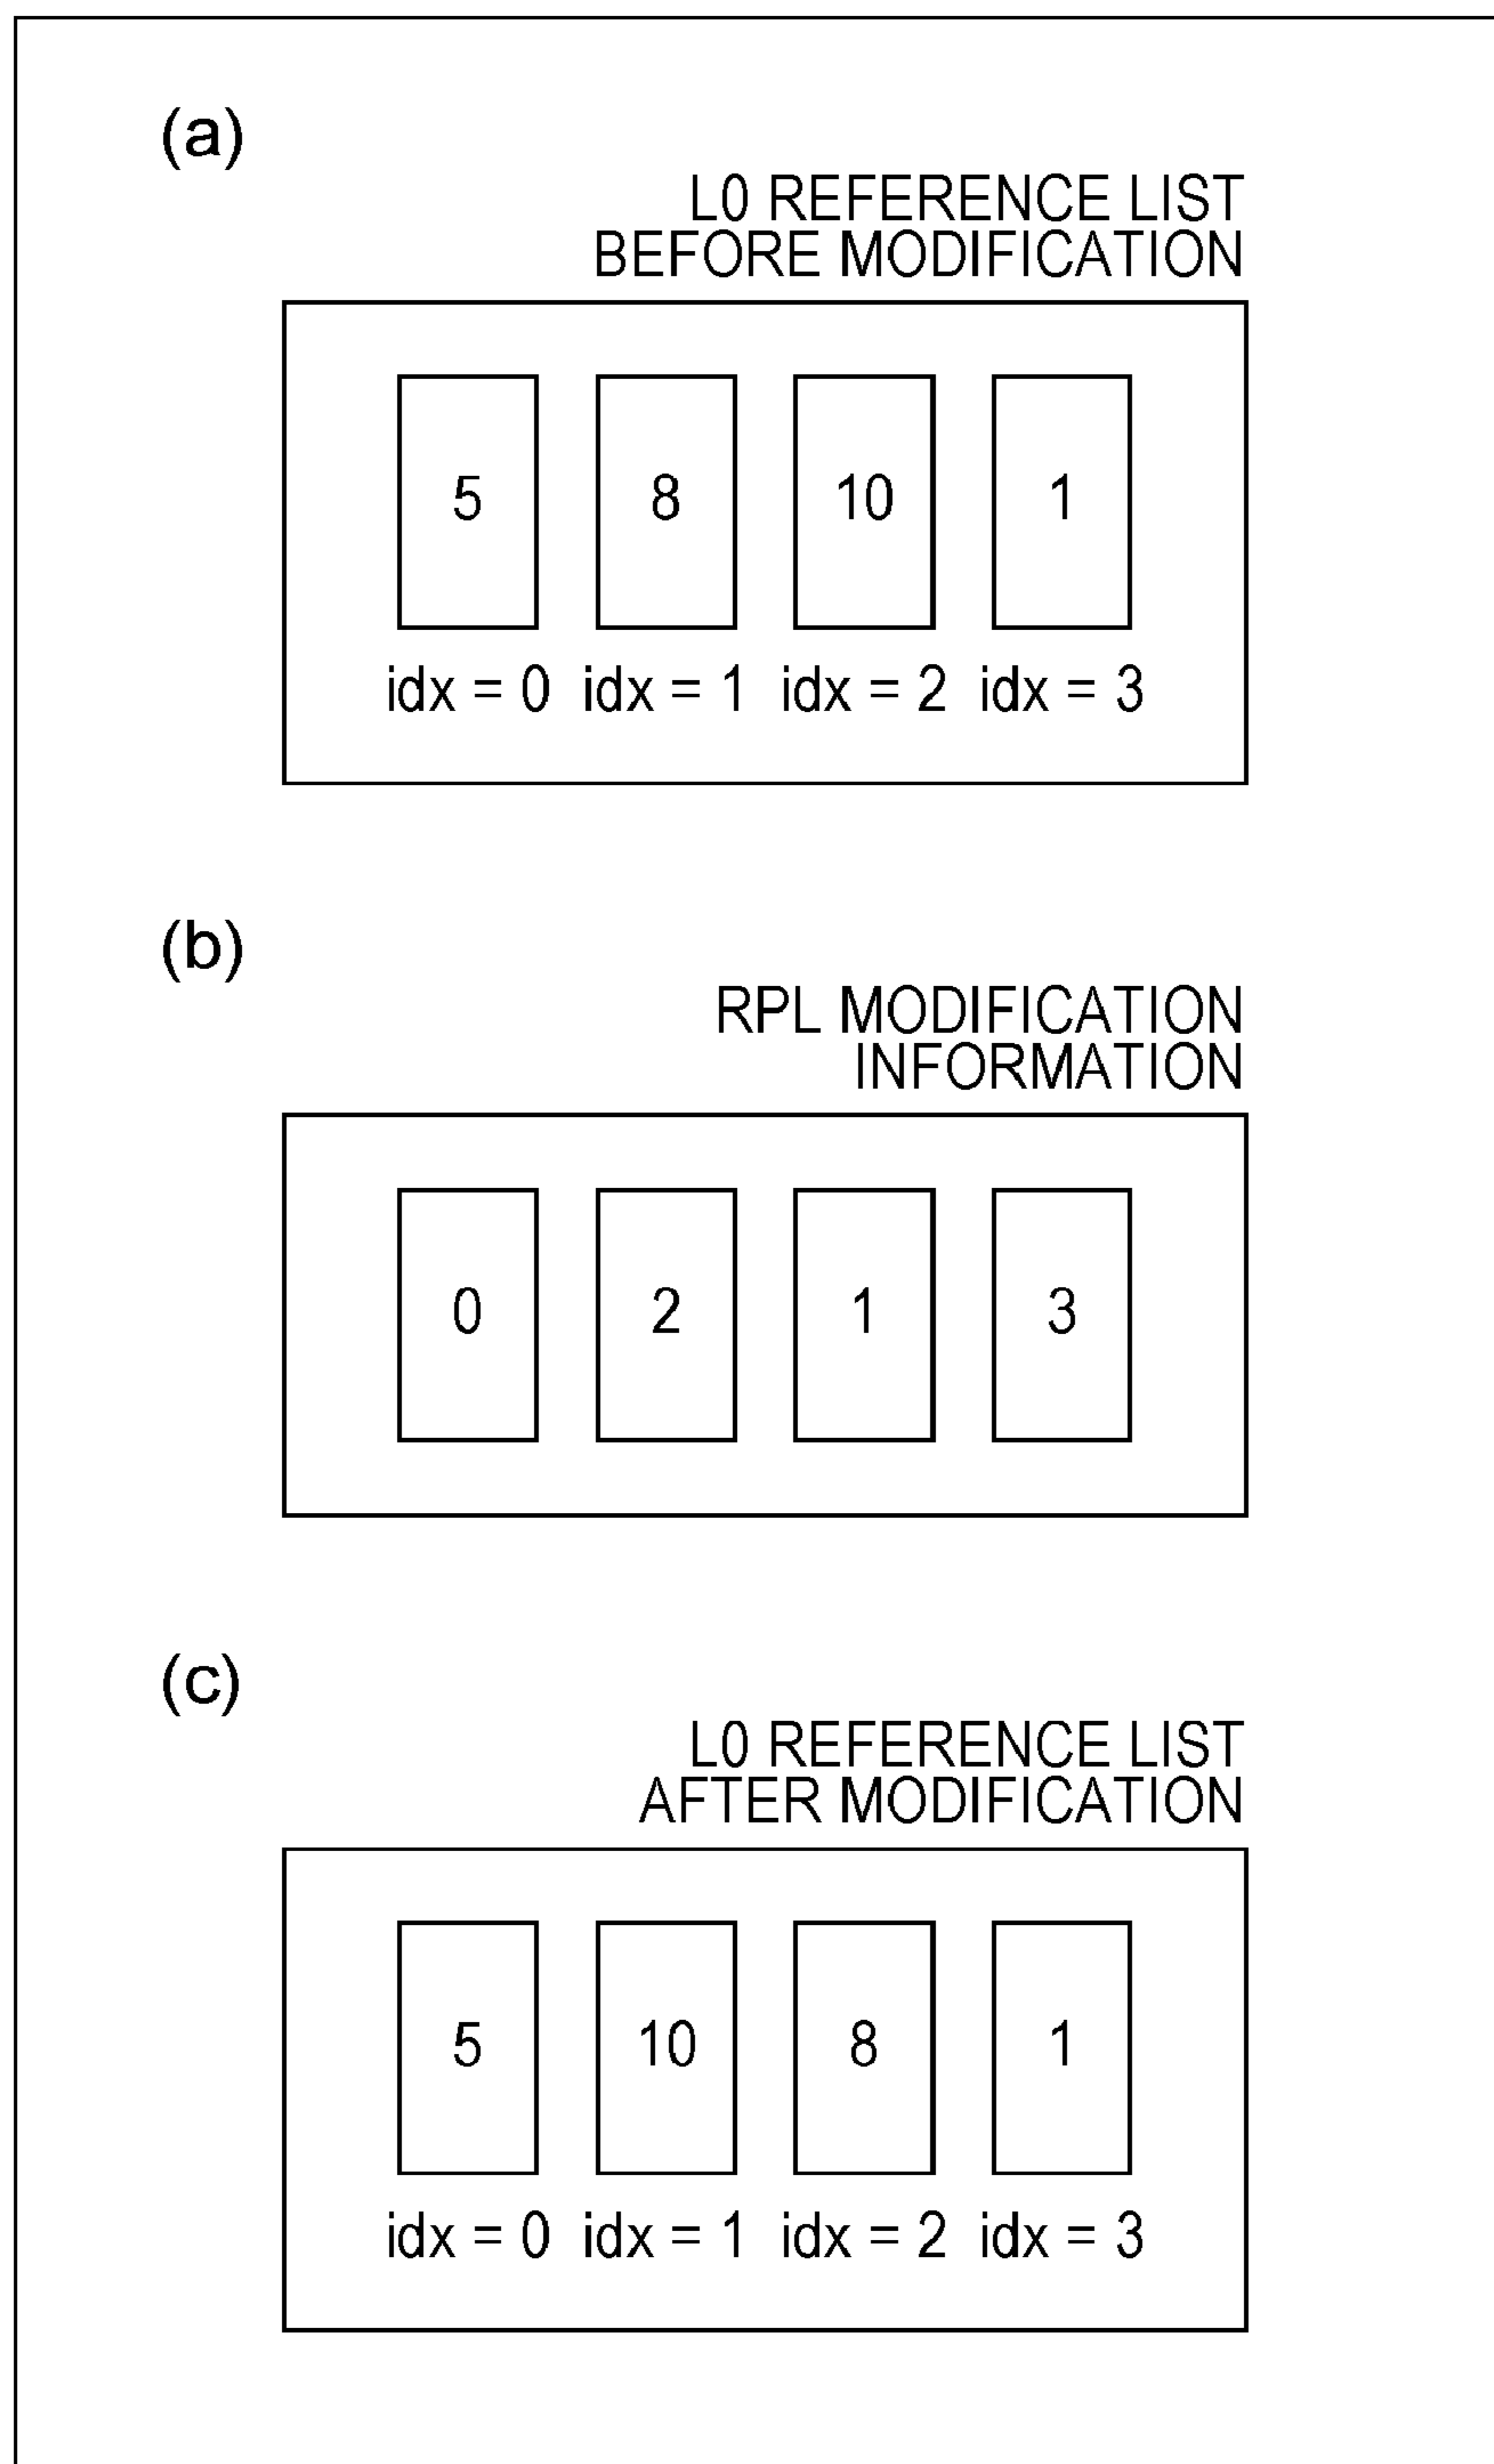 (a)
L0 REFERENCE LIST
BEFORE MODIFICATION
5 8 10 1
idx = 0 idx = 1 idx = 2 idx = 3
(b)
RPL MODIFICATION
INFORMATION
0 2 1 3
(c)
L0 REFERENCE LIST
AFTER MODIFICATION
5 10 8 1
idx = 0 idx = 1 idx = 2 idx = 3